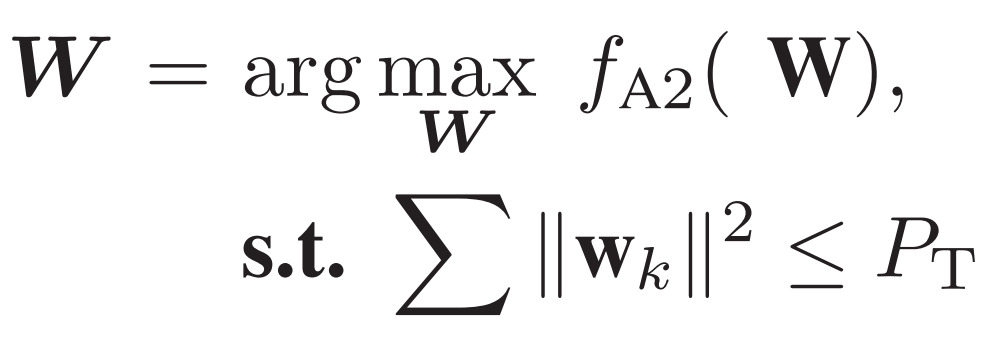 W = arg max_W f_A2( W),
s.t. ∑ ‖w_k‖² ≤ P_T